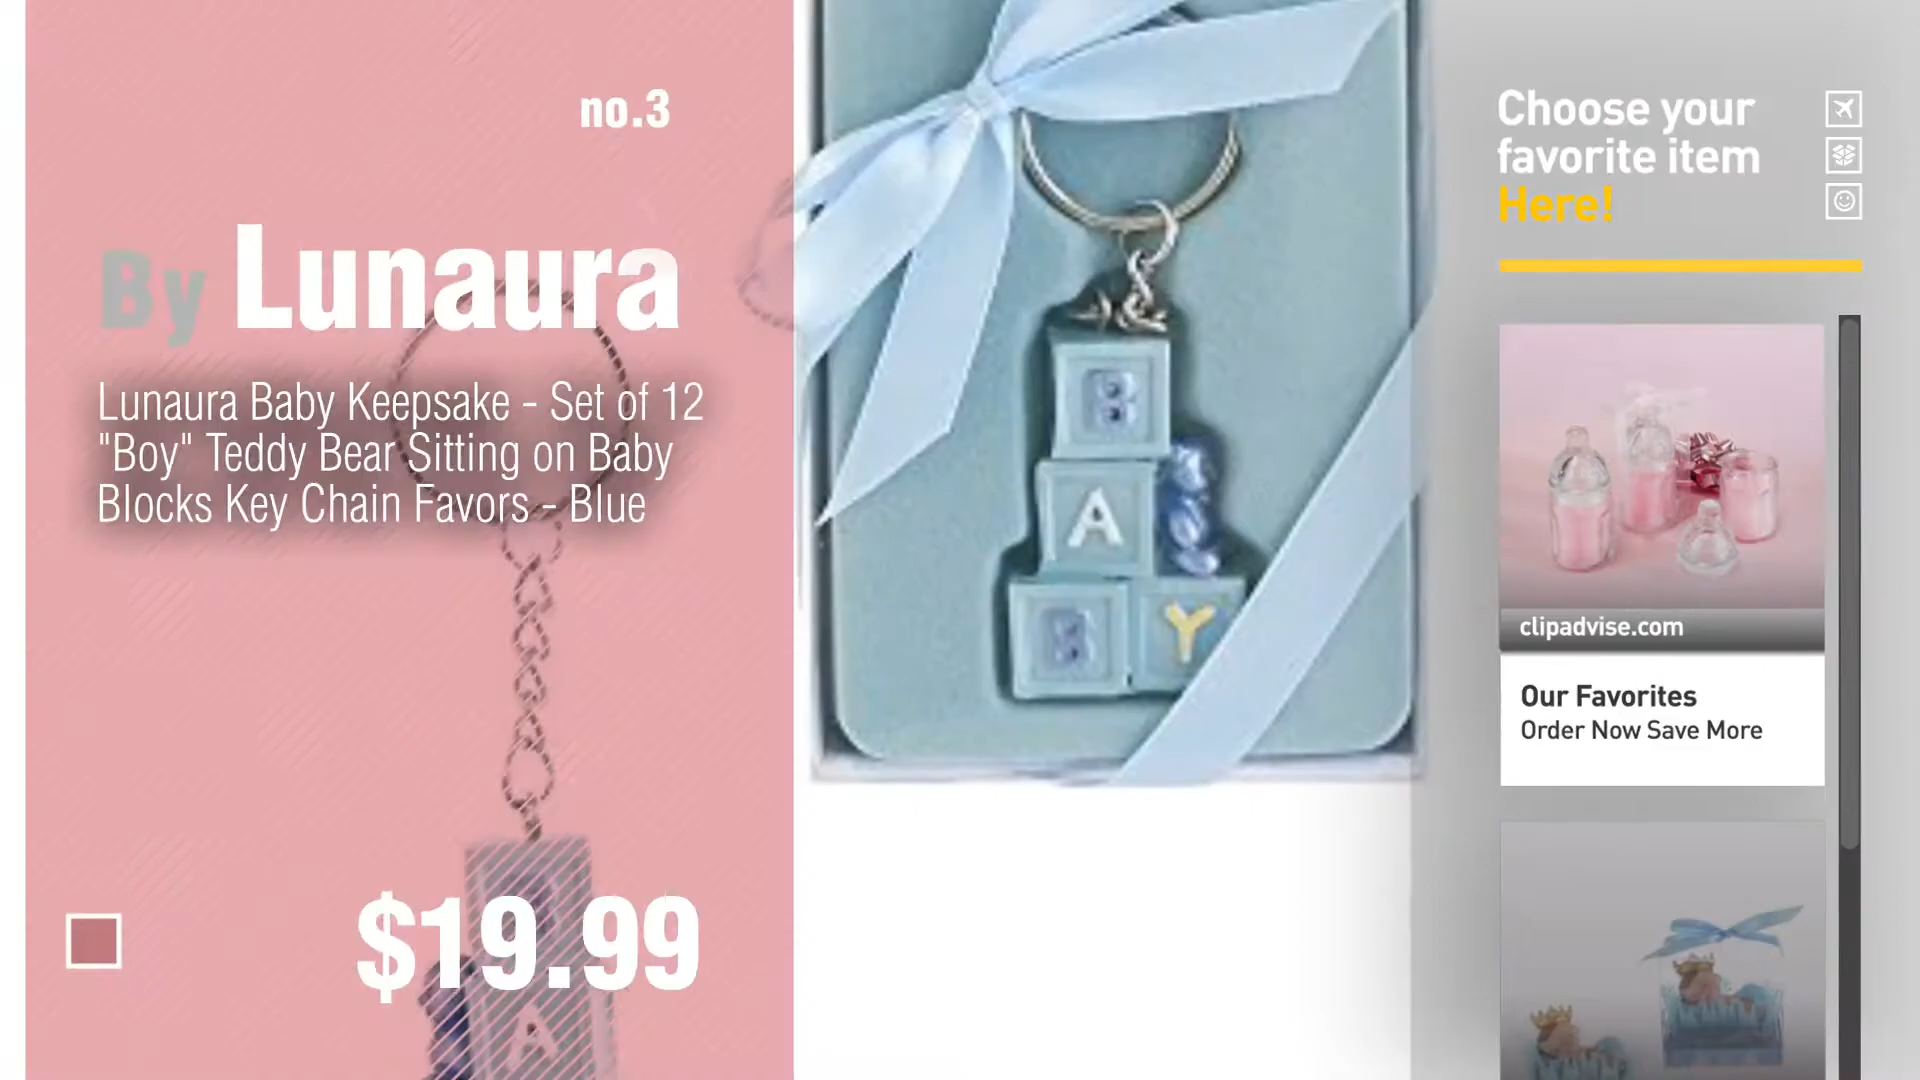 no.3
By Lunaura
Lunaura Baby Keepsake - Set of 12
"Boy" Teddy Bear Sitting on Baby
Blocks Key Chain Favors - Blue
$19.99
B
A
B Y
A
Choose your
favorite item
Here!
clipadvise.com
Our Favorites
Order Now Save More